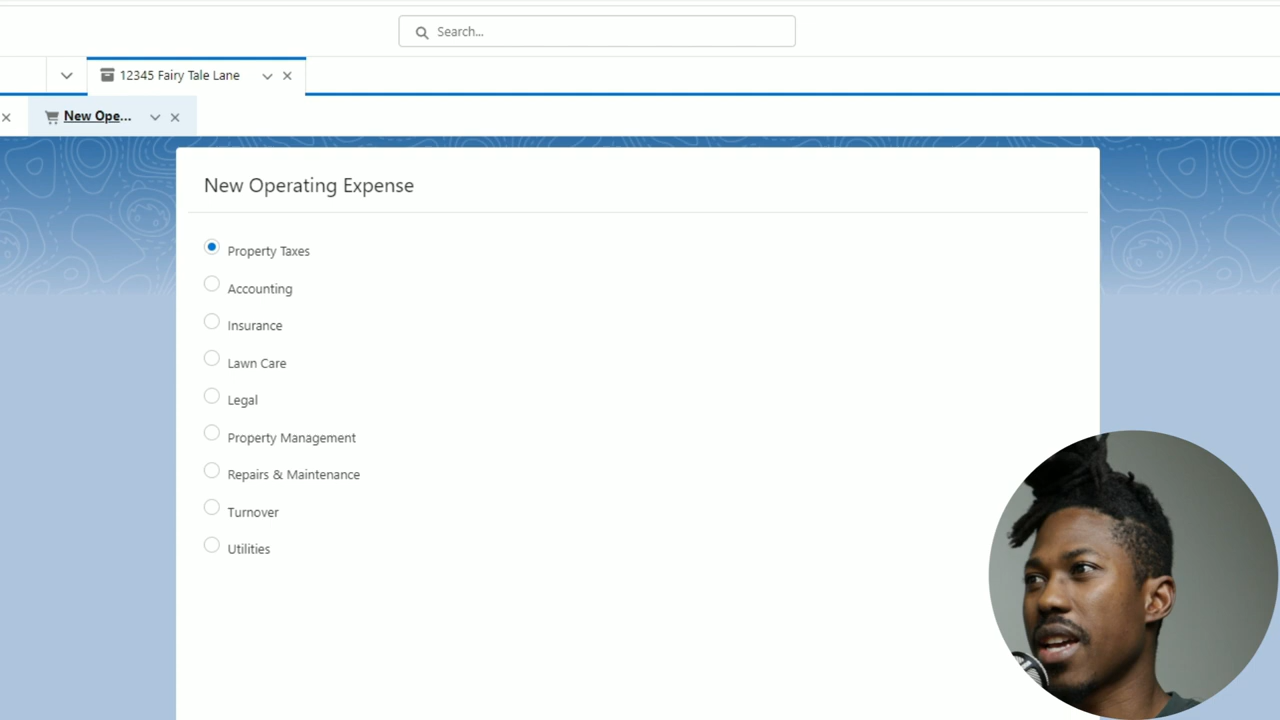 Search...
12345 Fairy Tale Lane
New Ope...
New Operating Expense
Property Taxes
Accounting
Insurance
Lawn Care
Legal
Property Management
Repairs & Maintenance
Turnover
Utilities